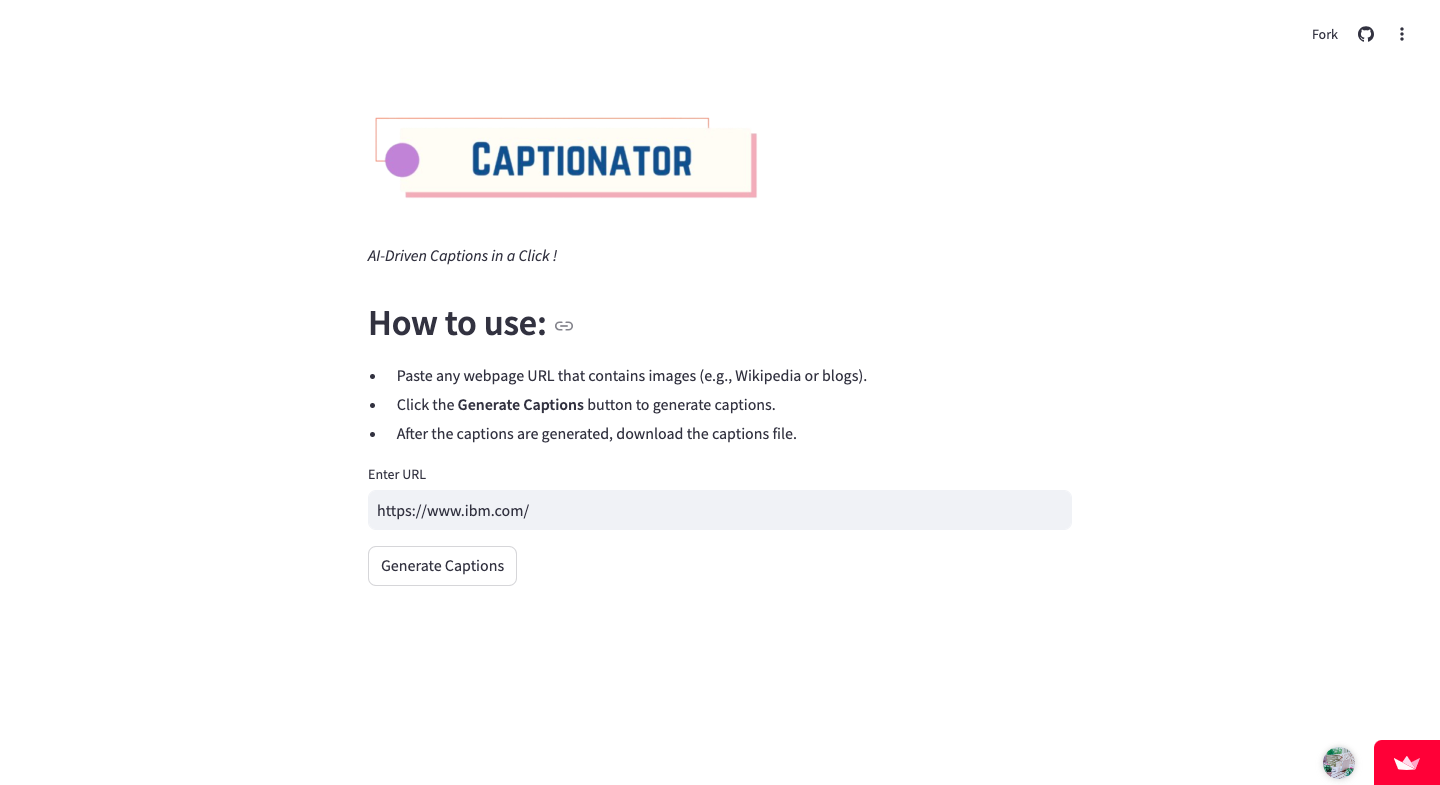 Fork
CAPTIONATOR
AI-Driven Captions in a Click !
How to use:
Paste any webpage URL that contains images (e.g., Wikipedia or blogs).
Click the Generate Captions button to generate captions.
After the captions are generated, download the captions file.
Enter URL
https://www.ibm.com/
Generate Captions